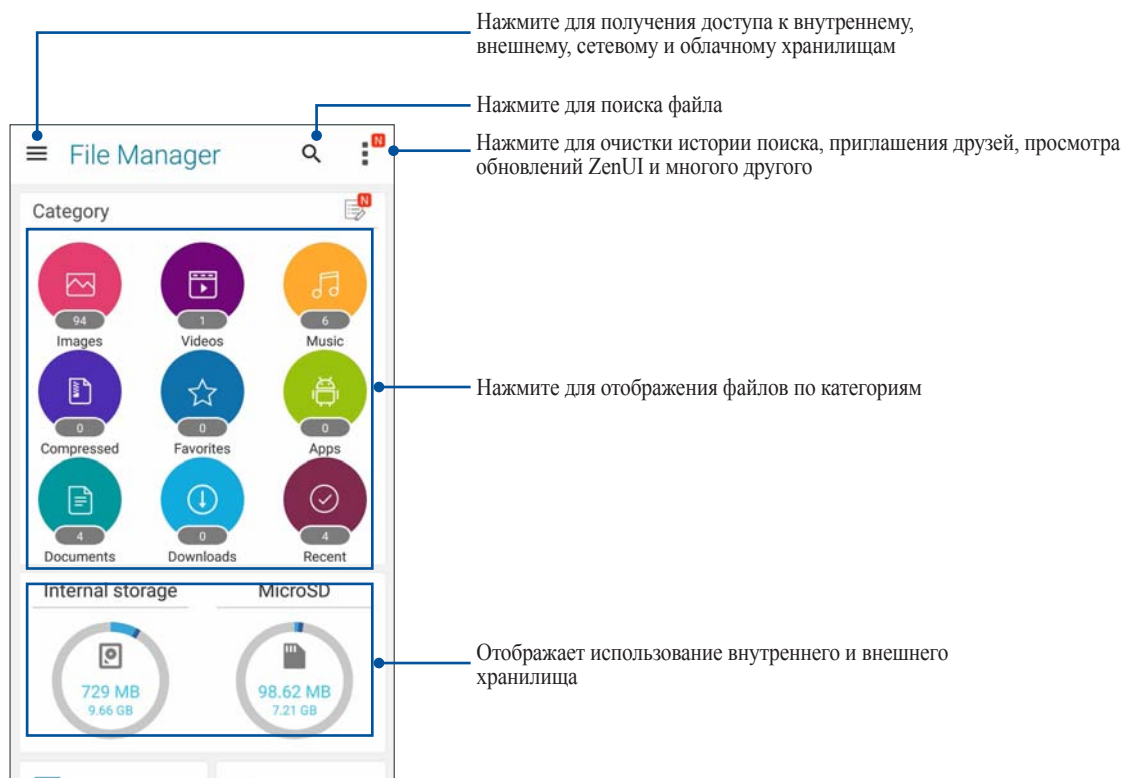 Нажмите для получения доступа к внутреннему,
внешнему, сетевому и облачному хранилищам
Нажмите для поиска файла
Нажмите для очистки истории поиска, приглашения друзей, просмотра
обновлений ZenUI и многого другого
File Manager
N
Category
N
94
1
6
Images
Videos
Music
Нажмите для отображения файлов по категориям
0
0
0
Compressed
Favorites
Apps
4
0
4
Documents
Downloads
Recent
Internal storage
MicroSD
729 MB
9.66 GB
98.62 MB
7.21 GB
Отображает использование внутреннего и внешнего
хранилища